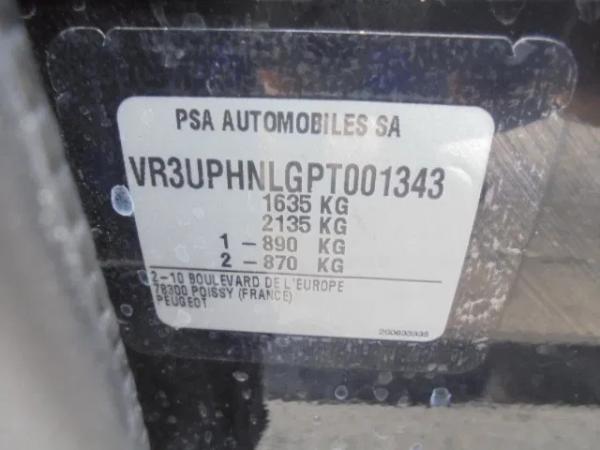 PSA AUTOMOBILES SA
VR3UPHNLGPT001343
1635 KG
2135 KG
1 - 890 KG
2 - 870 KG
2-10 BOULEVARD DE L'EUROPE
78300 POISSY (FRANCE)
PEUGEOT